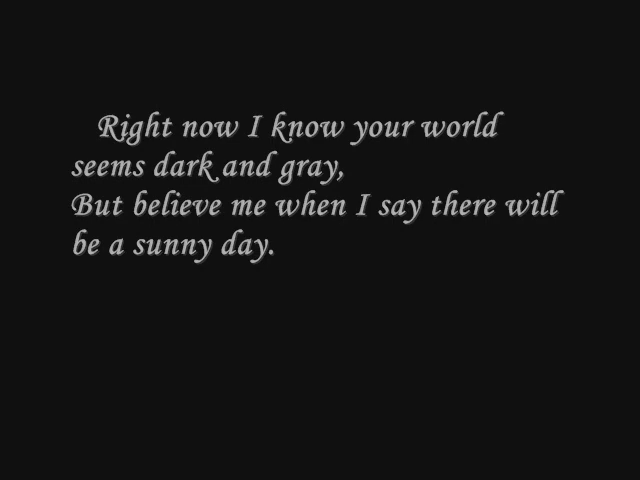 Right now I know your world
seems dark and gray,
But believe me when I say there will
be a sunny day.